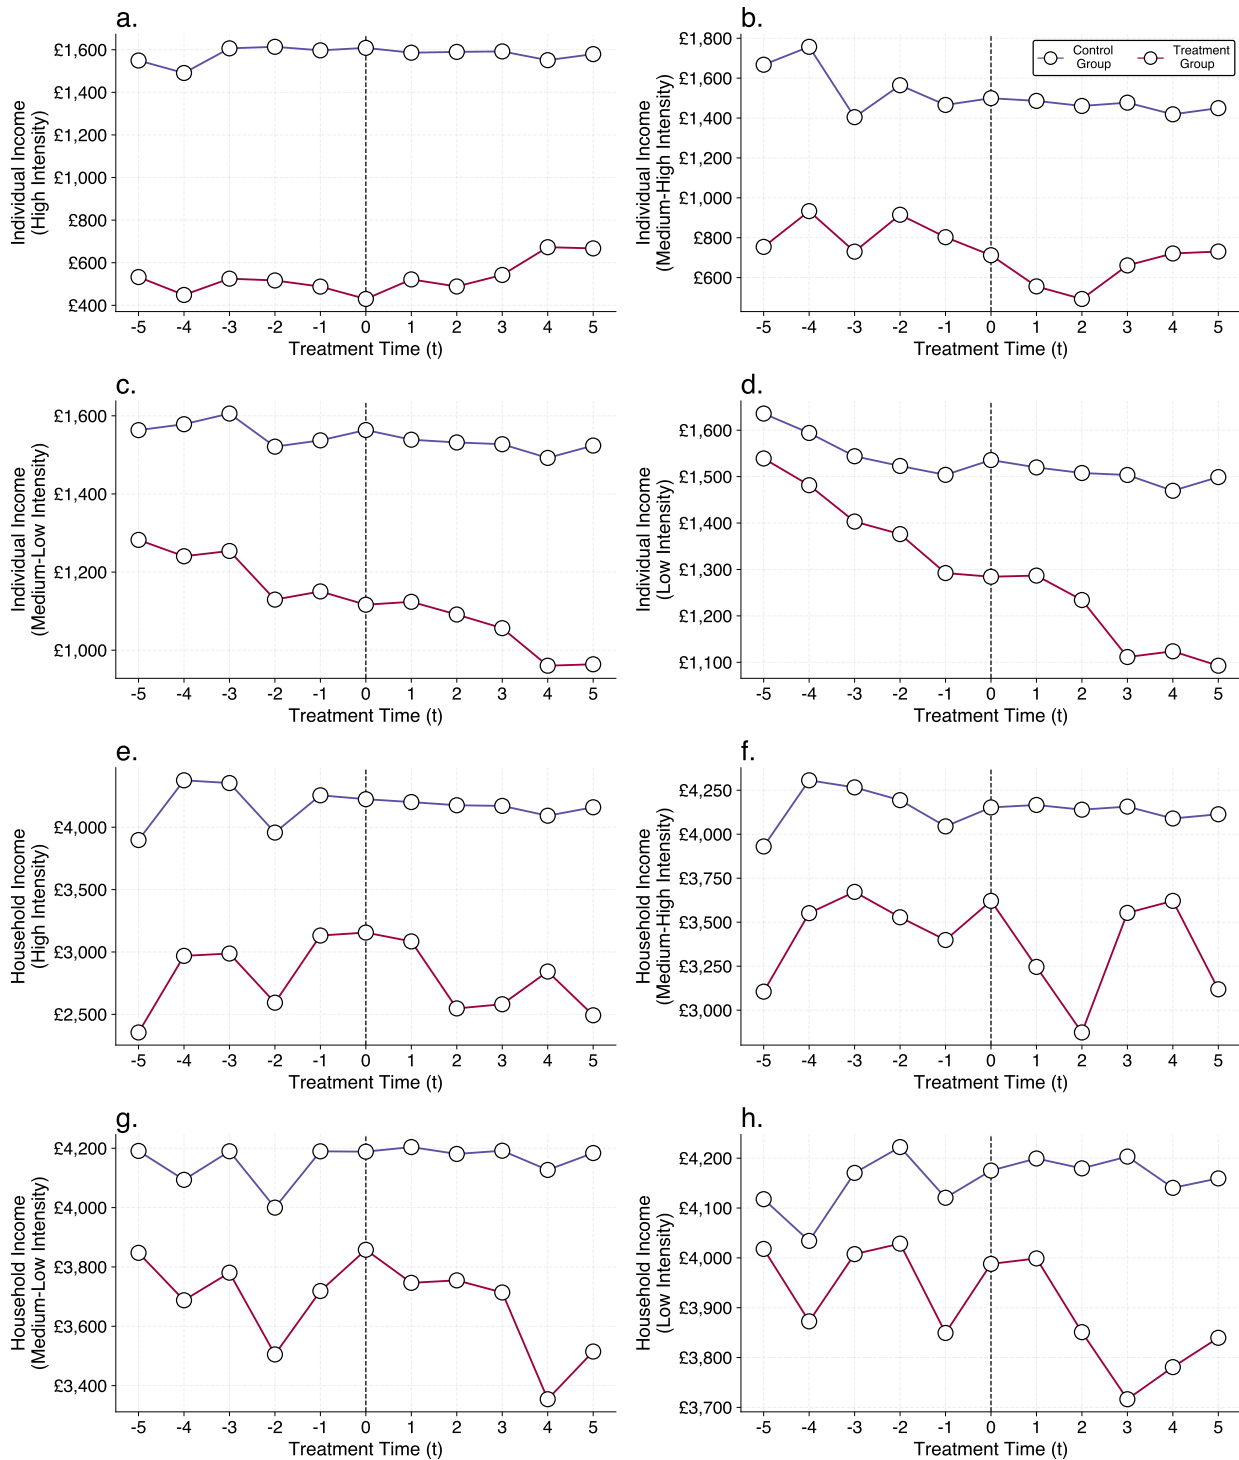 a.
£1,600
£1,400
£1,200
£1,000
£800
£600
£400
Individual Income
(High Intensity)
-5 -4 -3 -2 -1 0 1 2 3 4 5
Treatment Time (t)
b.
£1,800
£1,600
£1,400
£1,200
£1,000
£800
£600
Individual Income
(Medium-High Intensity)
Control
Group
Treatment
Group
-5 -4 -3 -2 -1 0 1 2 3 4 5
Treatment Time (t)
c.
£1,600
£1,400
£1,200
£1,000
Individual Income
(Medium-Low Intensity)
-5 -4 -3 -2 -1 0 1 2 3 4 5
Treatment Time (t)
d.
£1,600
£1,500
£1,400
£1,300
£1,200
£1,100
Individual Income
(Low Intensity)
-5 -4 -3 -2 -1 0 1 2 3 4 5
Treatment Time (t)
e.
£4,000
£3,500
£3,000
£2,500
Household Income
(High Intensity)
-5 -4 -3 -2 -1 0 1 2 3 4 5
Treatment Time (t)
f.
£4,250
£4,000
£3,750
£3,500
£3,250
£3,000
Household Income
(Medium-High Intensity)
-5 -4 -3 -2 -1 0 1 2 3 4 5
Treatment Time (t)
g.
£4,200
£4,000
£3,800
£3,600
£3,400
Household Income
(Medium-Low Intensity)
-5 -4 -3 -2 -1 0 1 2 3 4 5
Treatment Time (t)
h.
£4,200
£4,100
£4,000
£3,900
£3,800
£3,700
Household Income
(Low Intensity)
-5 -4 -3 -2 -1 0 1 2 3 4 5
Treatment Time (t)